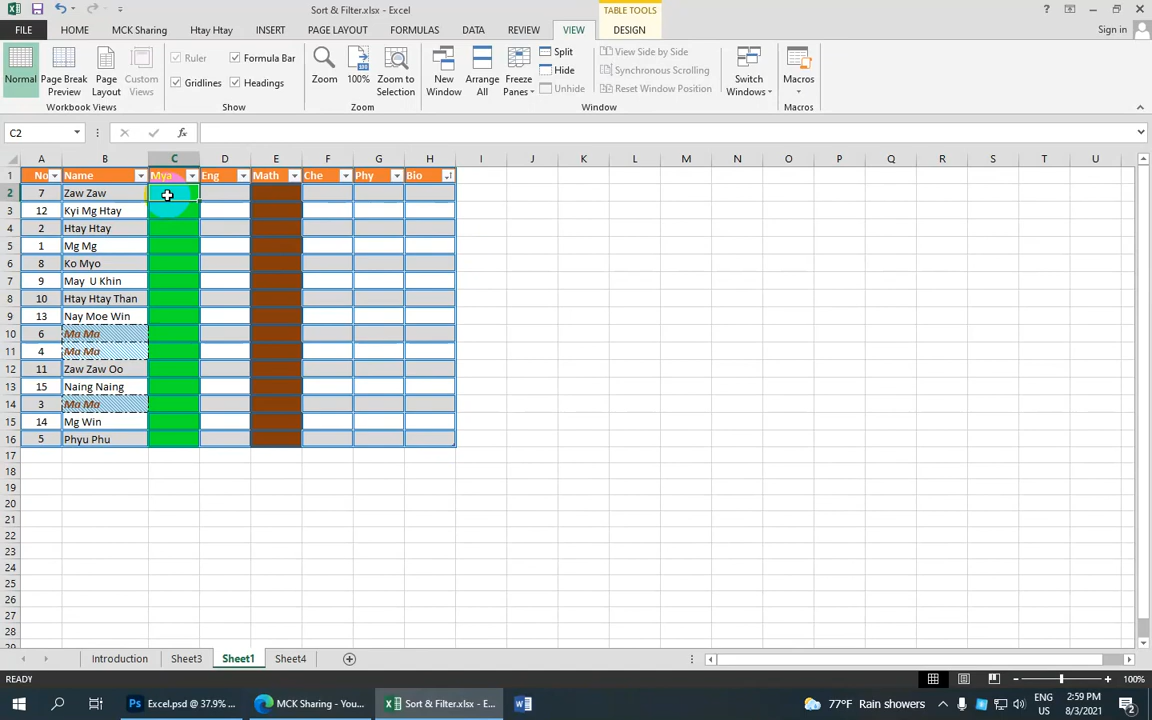 Sort & Filter.xlsx - Excel
TABLE TOOLS
? 
Sign in
FILE HOME MCK Sharing Htay Htay INSERT PAGE LAYOUT FORMULAS DATA REVIEW VIEW DESIGN
Normal
Page Break Preview
Page Layout
Custom Views
Workbook Views
Ruler
Formula Bar
Gridlines
Headings
Show
Zoom
100%
Zoom to Selection
Zoom
New Window
Arrange All
Freeze Panes
Split
Hide
Unhide
View Side by Side
Synchronous Scrolling
Reset Window Position
Window
Switch Windows
Macros
Macros
C2
A B C D E F G H I J K L M N O P Q R S T U
1 No Name Mya Eng Math Che Phy Bio
2 7 Zaw Zaw
3 12 Kyi Mg Htay
4 2 Htay Htay
5 1 Mg Mg
6 8 Ko Myo
7 9 May U Khin
8 10 Htay Htay Than
9 13 Nay Moe Win
10 6 Ma Ma
11 4 Ma Ma
12 11 Zaw Zaw Oo
13 15 Naing Naing
14 3 Ma Ma
15 14 Mg Win
16 5 Phyu Phu
17
18
19
20
21
22
23
24
25
26
27
28
29
Introduction Sheet3 Sheet1 Sheet4
READY
100%
Excel.psd @ 37.9% ...
MCK Sharing - You...
Sort & Filter.xlsx - E...
77°F Rain showers
ENG
US
2:59 PM
8/3/2021
2